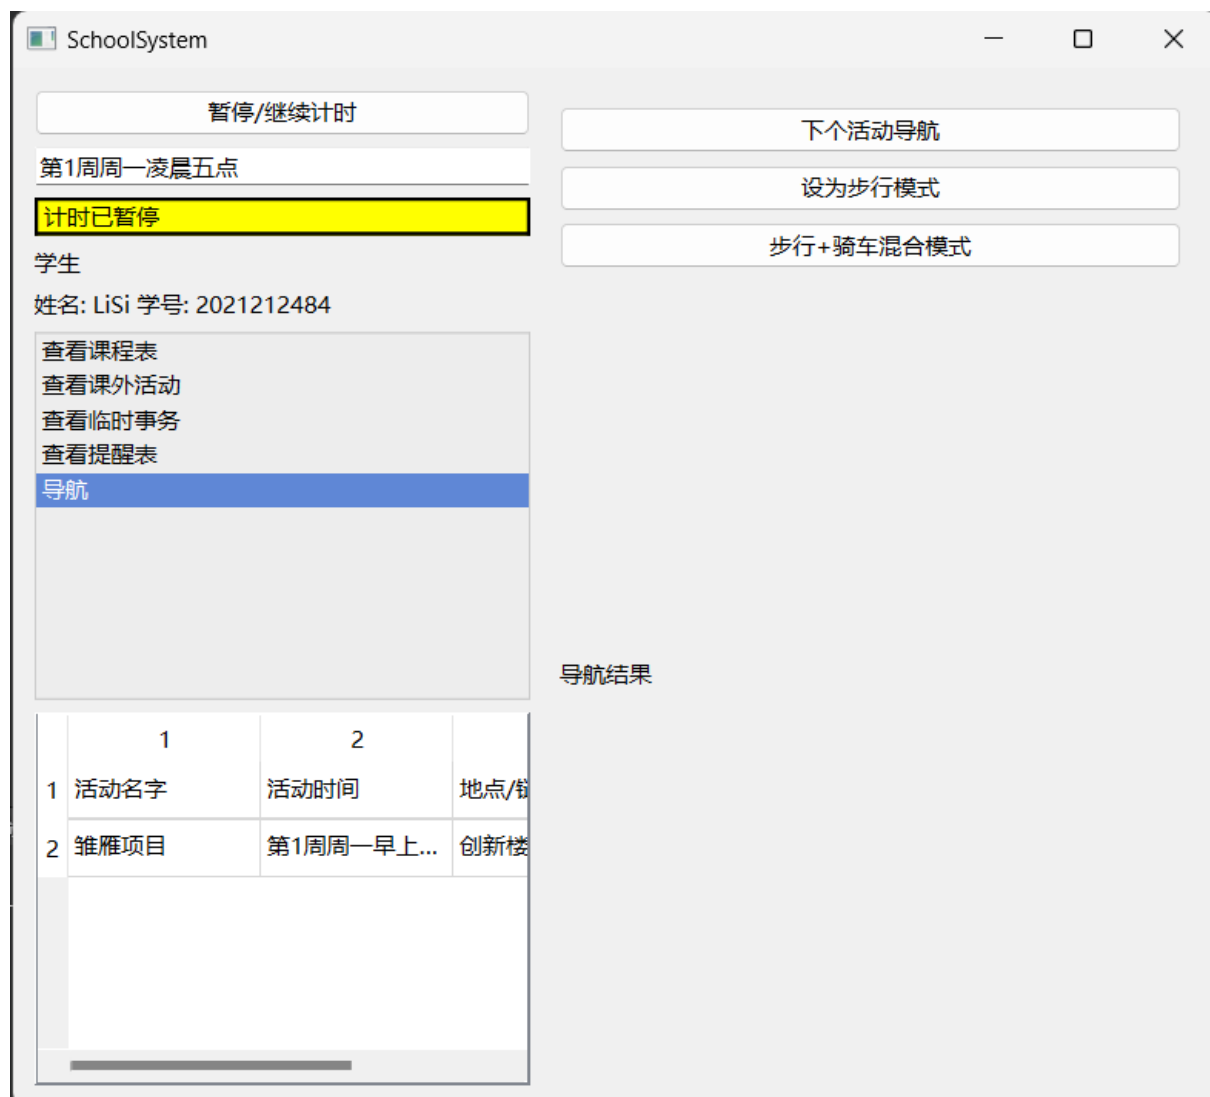 SchoolSystem
暂停/继续计时
第1周周一凌晨五点
计时已暂停
学生
姓名: LiSi 学号: 2021212484
查看课程表
查看课外活动
查看临时事务
查看提醒表
导航
1 2
1 活动名字 活动时间 地点/
2 雏雁项目 第1周周一早上... 创新楼
下个活动导航
设为步行模式
步行+骑车混合模式
导航结果